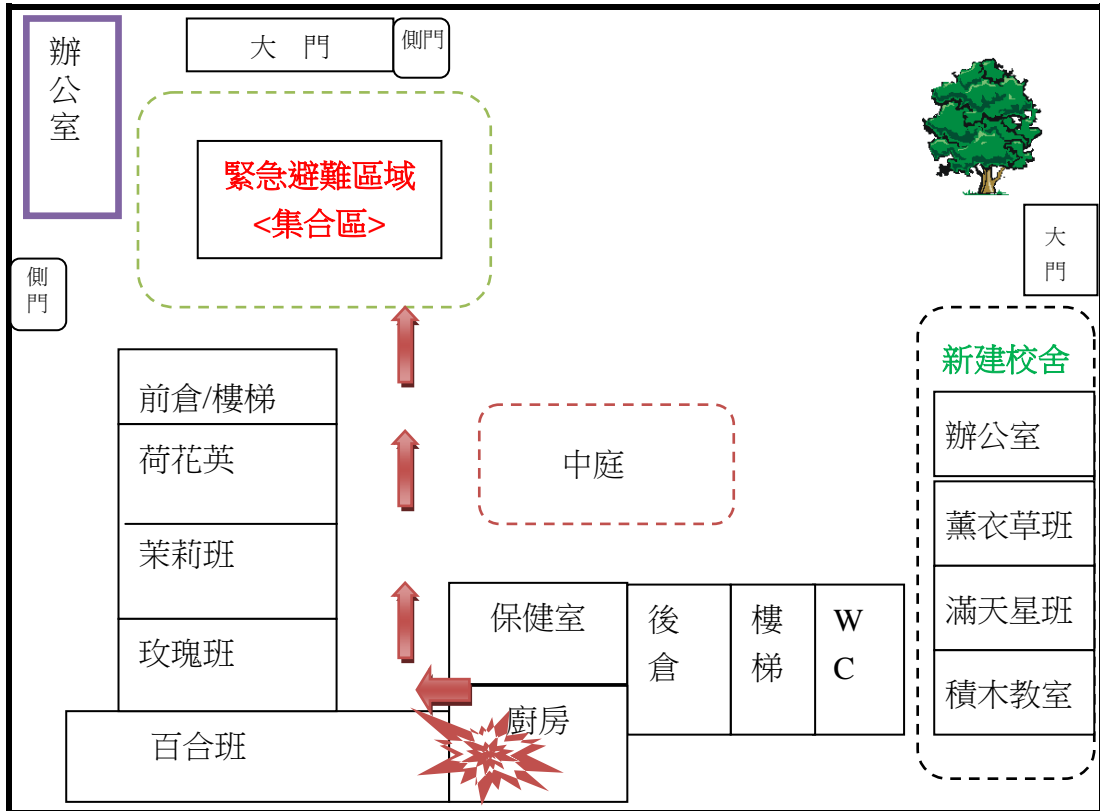 辦公室
大 門
側門
緊急避難區域
<集合區>
大門
側門
新建校舍
前倉/樓梯
辦公室
荷花英
中庭
薰衣草班
茉莉班
保健室
後倉
樓梯
WC
滿天星班
玫瑰班
積木教室
廚房
百合班